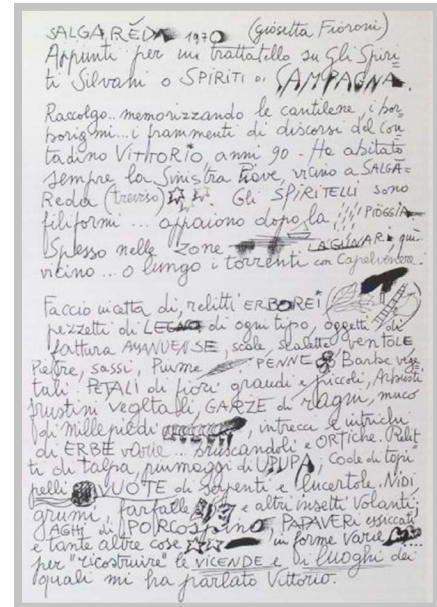 SALGARĒDA 1970 (Giosetta Fioroni)
Appunti per un trattatello su Gli Spiri=
ti Silvani o SPIRITI DI CAMPAGNA.
Raccolgo.. memorizzando le cantilene, i bor=
borigmi... i frammenti di discorsi del con=
tadino VITTORIO, anni 90 - Ha abitato
sempre la Sinistra Piave, vicino a SALGĀ=
Reda (treviso) Gli SPIRITELLI sono
filiformi ... appaiono dopo la PIOGGIA
Spesso nelle zone LAGUNARI qui
vicino ... o lungo i torrenti con Capelvenere.
Faccio incetta di, relitti ERBOREI
pezzetti di LEGNO di ogni tipo, oggetti di
fattura AMANUENSE, scale, scalette, ventole
Pietre, sassi, Piume PENNE Barbe vege
tali PETALI di fiori grandi e piccoli, Arbusti
frustini vegetali, GARZE di ragni, muco
di millepiedi, intrecci e intrichi
di ERBE varie ... bruscandoli e ORTiche. Pelit
ti di talpa, piumaggi di UPUPA, Code di topi
pelli VUOTE di serpenti e lucertole. NiDi
grumi, farfalle e altri insetti Volanti,
AGHI di PORCOSpino PAPAVERI essiccati
e tante altre cose in forme varie
per "ricostruire" le VICENDE e i luoghi dei
quali mi ha parlato Vittorio.